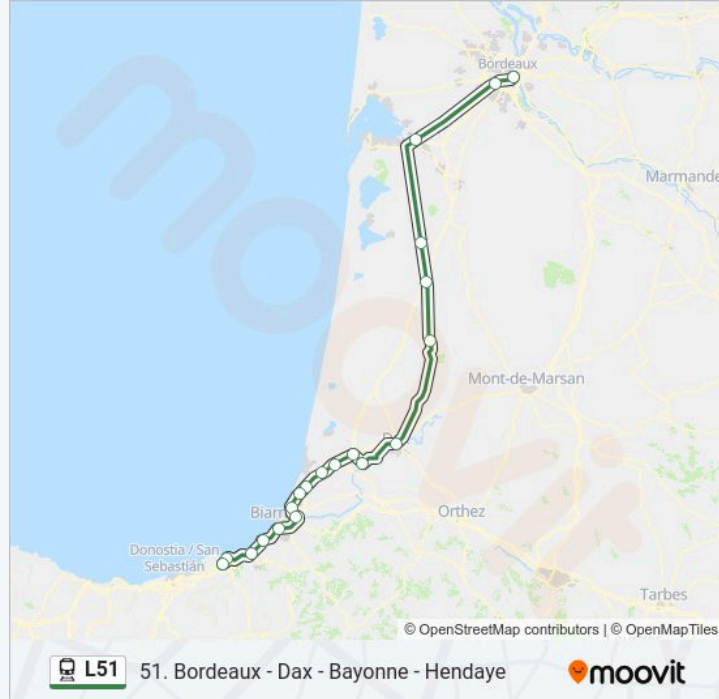 Bordeaux
Marmande
Mont-de-Marsan
Biarr
Orthez
Donostia / San
Sebastián
Tarbes
© OpenStreetMap contributors | © OpenMapTiles
L51 51. Bordeaux - Dax - Bayonne - Hendaye moovit
moovit